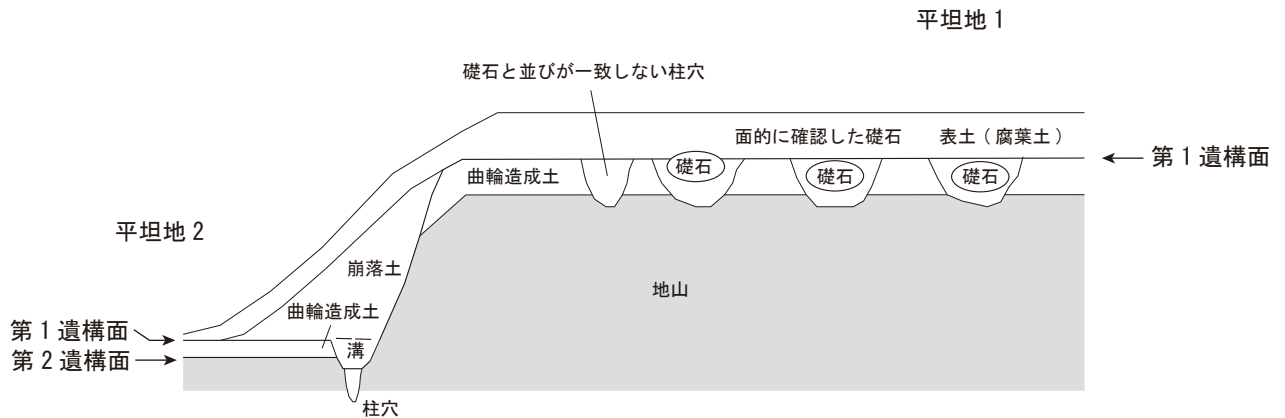 平坦地 1
礎石と並びが一致しない柱穴
面的に確認した礎石
表土（腐葉土）
第 1 遺構面
礎石
礎石
礎石
曲輪造成土
平坦地 2
崩落土
地山
曲輪造成土
第 1 遺構面
溝
第 2 遺構面
柱穴